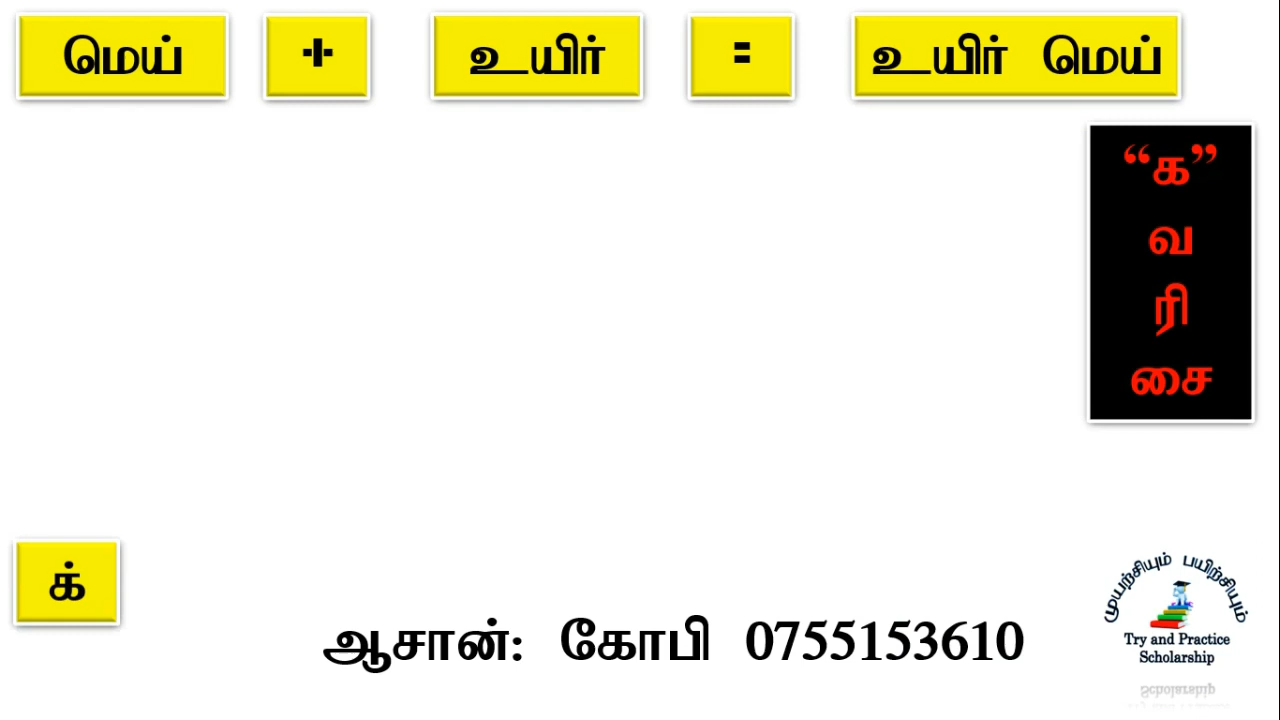 மெய் + உயிர் = உயிர் மெய்
“க”
வ
ரி
சை
க்
ஆசான்: கோபி 0755153610
முயற்சியும் பயிற்சியும்
Try and Practice
Scholarship